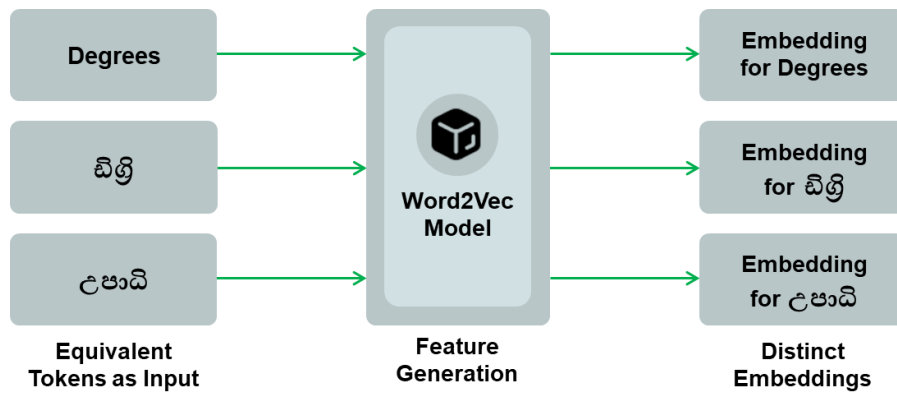 Degrees
ඩිග්‍රි
උපාධි
Equivalent
Tokens as Input
Word2Vec
Model
Feature
Generation
Embedding
for Degrees
Embedding
for ඩිග්‍රි
Embedding
for උපාධි
Distinct
Embeddings